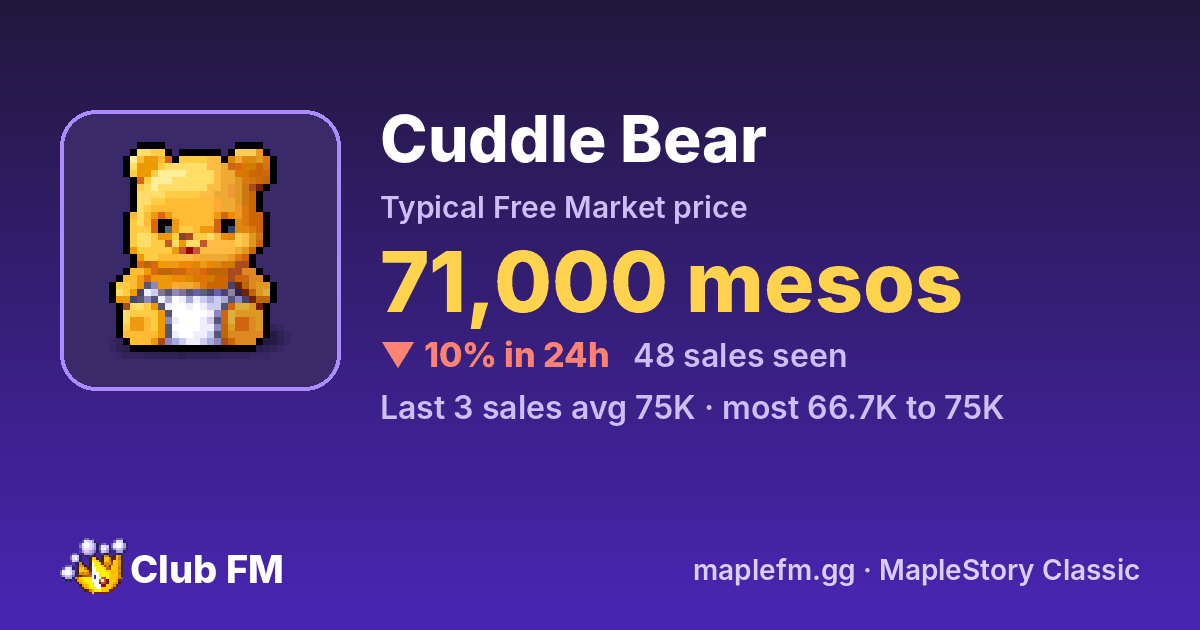 Cuddle Bear
Typical Free Market price
71,000 mesos
▼ 10% in 24h 48 sales seen
Last 3 sales avg 75K · most 66.7K to 75K
Club FM
maplefm.gg · MapleStory Classic